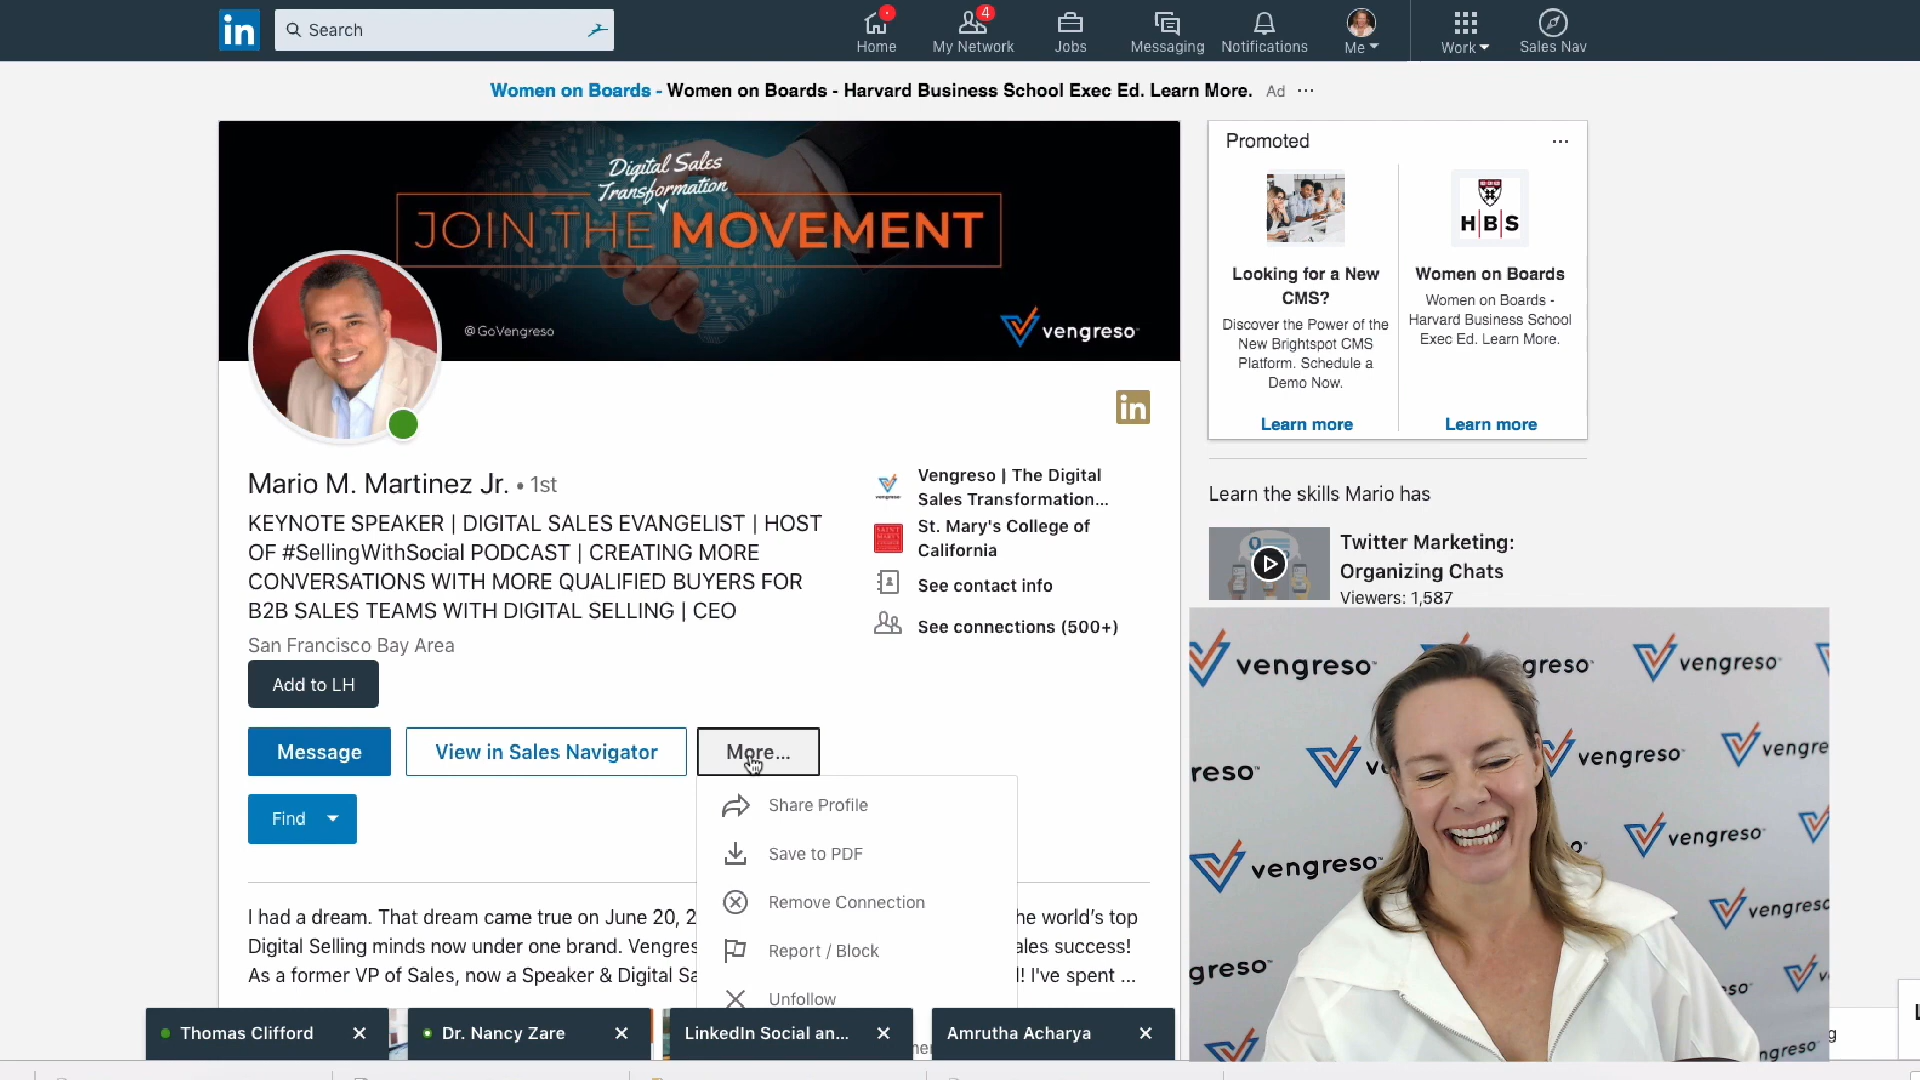 in
Search
Home
4
My Network
Jobs
Messaging
Notifications
Me
Work
Sales Nav
Women on Boards - Women on Boards - Harvard Business School Exec Ed. Learn More. Ad ...
Digital Sales
Transformation
JOIN THE MOVEMENT
@GoVengreso
vengreso
in
Promoted
...
Looking for a New
CMS?
Discover the Power of the
New Brightspot CMS
Platform. Schedule a
Demo Now.
Learn more
H|B|S
Women on Boards
Women on Boards -
Harvard Business School
Exec Ed. Learn More.
Learn more
Mario M. Martinez Jr. • 1st
KEYNOTE SPEAKER | DIGITAL SALES EVANGELIST | HOST
OF #SellingWithSocial PODCAST | CREATING MORE
CONVERSATIONS WITH MORE QUALIFIED BUYERS FOR
B2B SALES TEAMS WITH DIGITAL SELLING | CEO
San Francisco Bay Area
Vengreso | The Digital
Sales Transformation...
St. Mary's College of
California
See contact info
See connections (500+)
Learn the skills Mario has
Twitter Marketing:
Organizing Chats
Viewers: 1,587
Add to LH
Message
View in Sales Navigator
More...
Find
Share Profile
Save to PDF
Remove Connection
Report / Block
Unfollow
I had a dream. That dream came true on June 20, 2 he world's top
Digital Selling minds now under one brand. Vengres ales success!
As a former VP of Sales, now a Speaker & Digital Sa l! I've spent ...
Thomas Clifford
Dr. Nancy Zare
LinkedIn Social an...
Amrutha Acharya
vengreso greso vengreso
reso v vengreso vengre
vengreso o vengreso
greso vengreso
so
ngreso